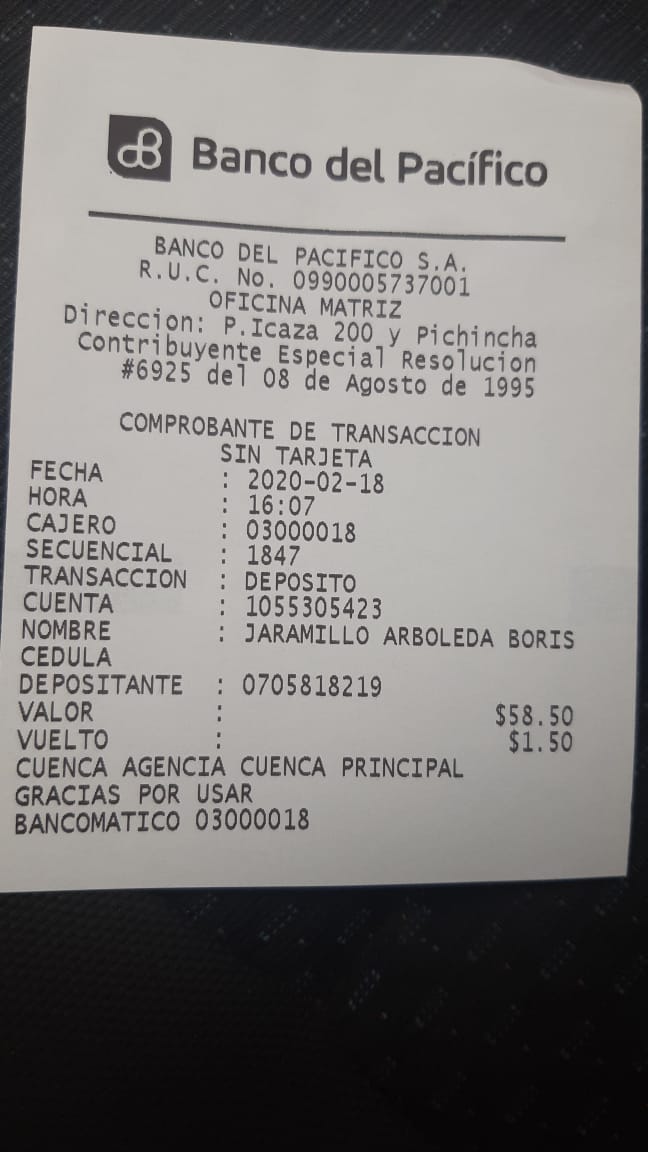 Banco del Pacífico
BANCO DEL PACIFICO S.A.
R.U.C. No. 0990005737001
OFICINA MATRIZ
Direccion: P.Icaza 200 y Pichincha
Contribuyente Especial Resolucion
#6925 del 08 de Agosto de 1995
COMPROBANTE DE TRANSACCION
SIN TARJETA
FECHA : 2020-02-18
HORA : 16:07
CAJERO : 03000018
SECUENCIAL : 1847
TRANSACCION : DEPOSITO
CUENTA : 1055305423
NOMBRE : JARAMILLO ARBOLEDA BORIS
CEDULA
DEPOSITANTE : 0705818219
VALOR : $58.50
VUELTO : $1.50
CUENCA AGENCIA CUENCA PRINCIPAL
GRACIAS POR USAR
BANCOMATICO 03000018